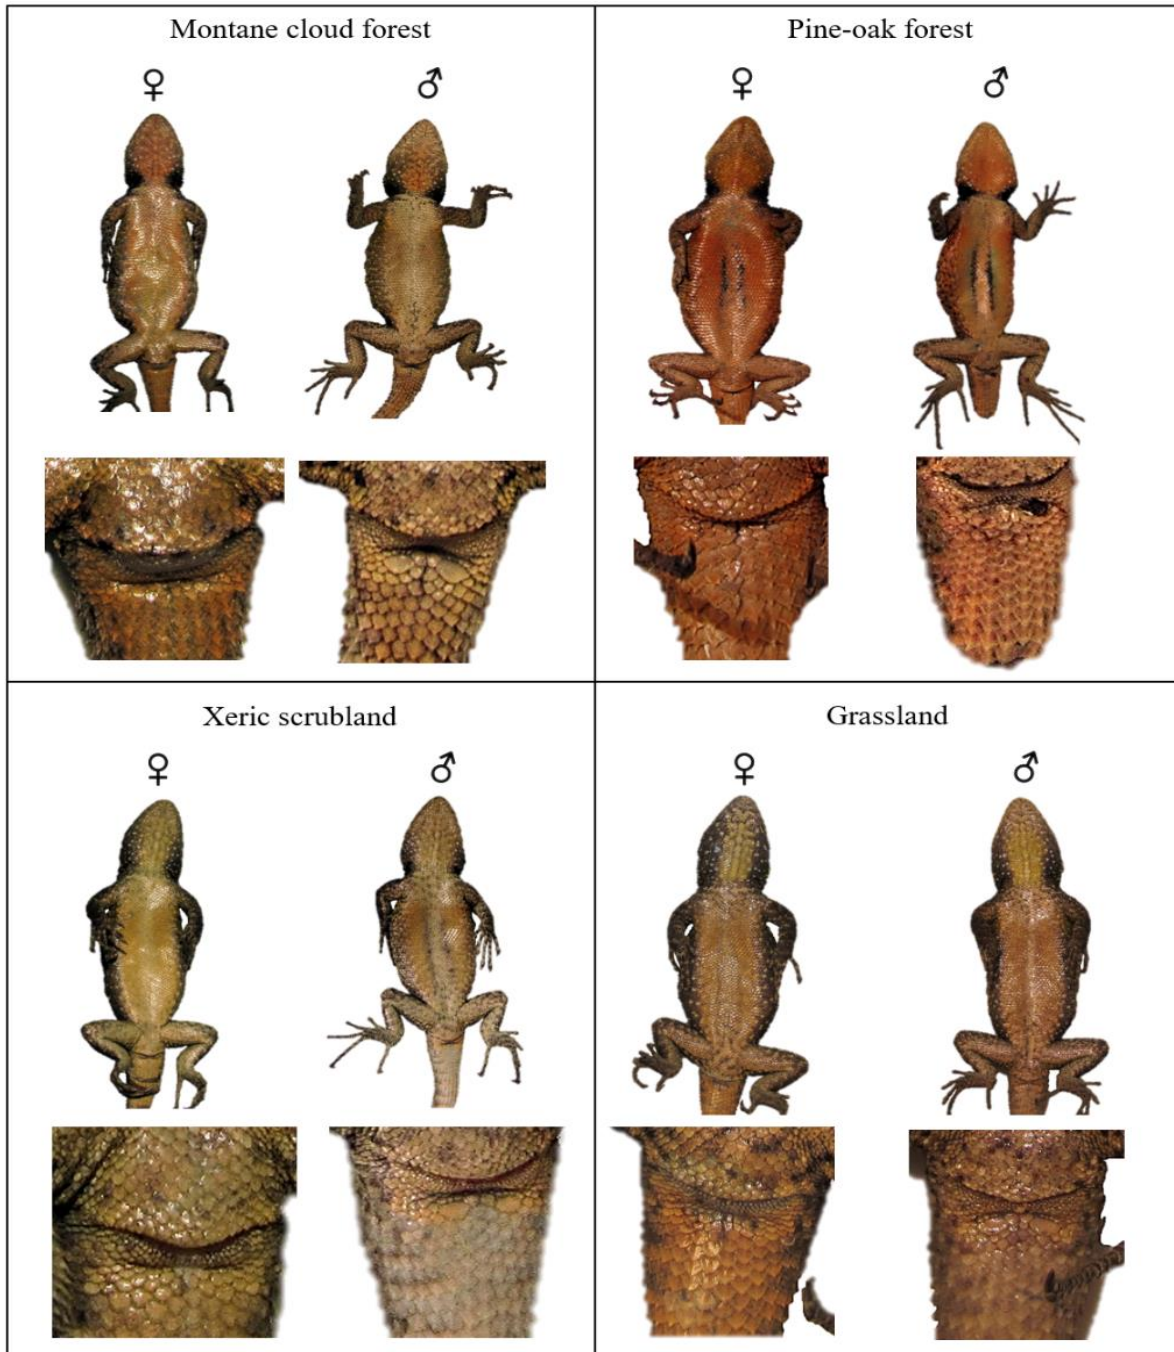 Montane cloud forest
♀ ♂
Pine-oak forest
♀ ♂
Xeric scrubland
♀ ♂
Grassland
♀ ♂